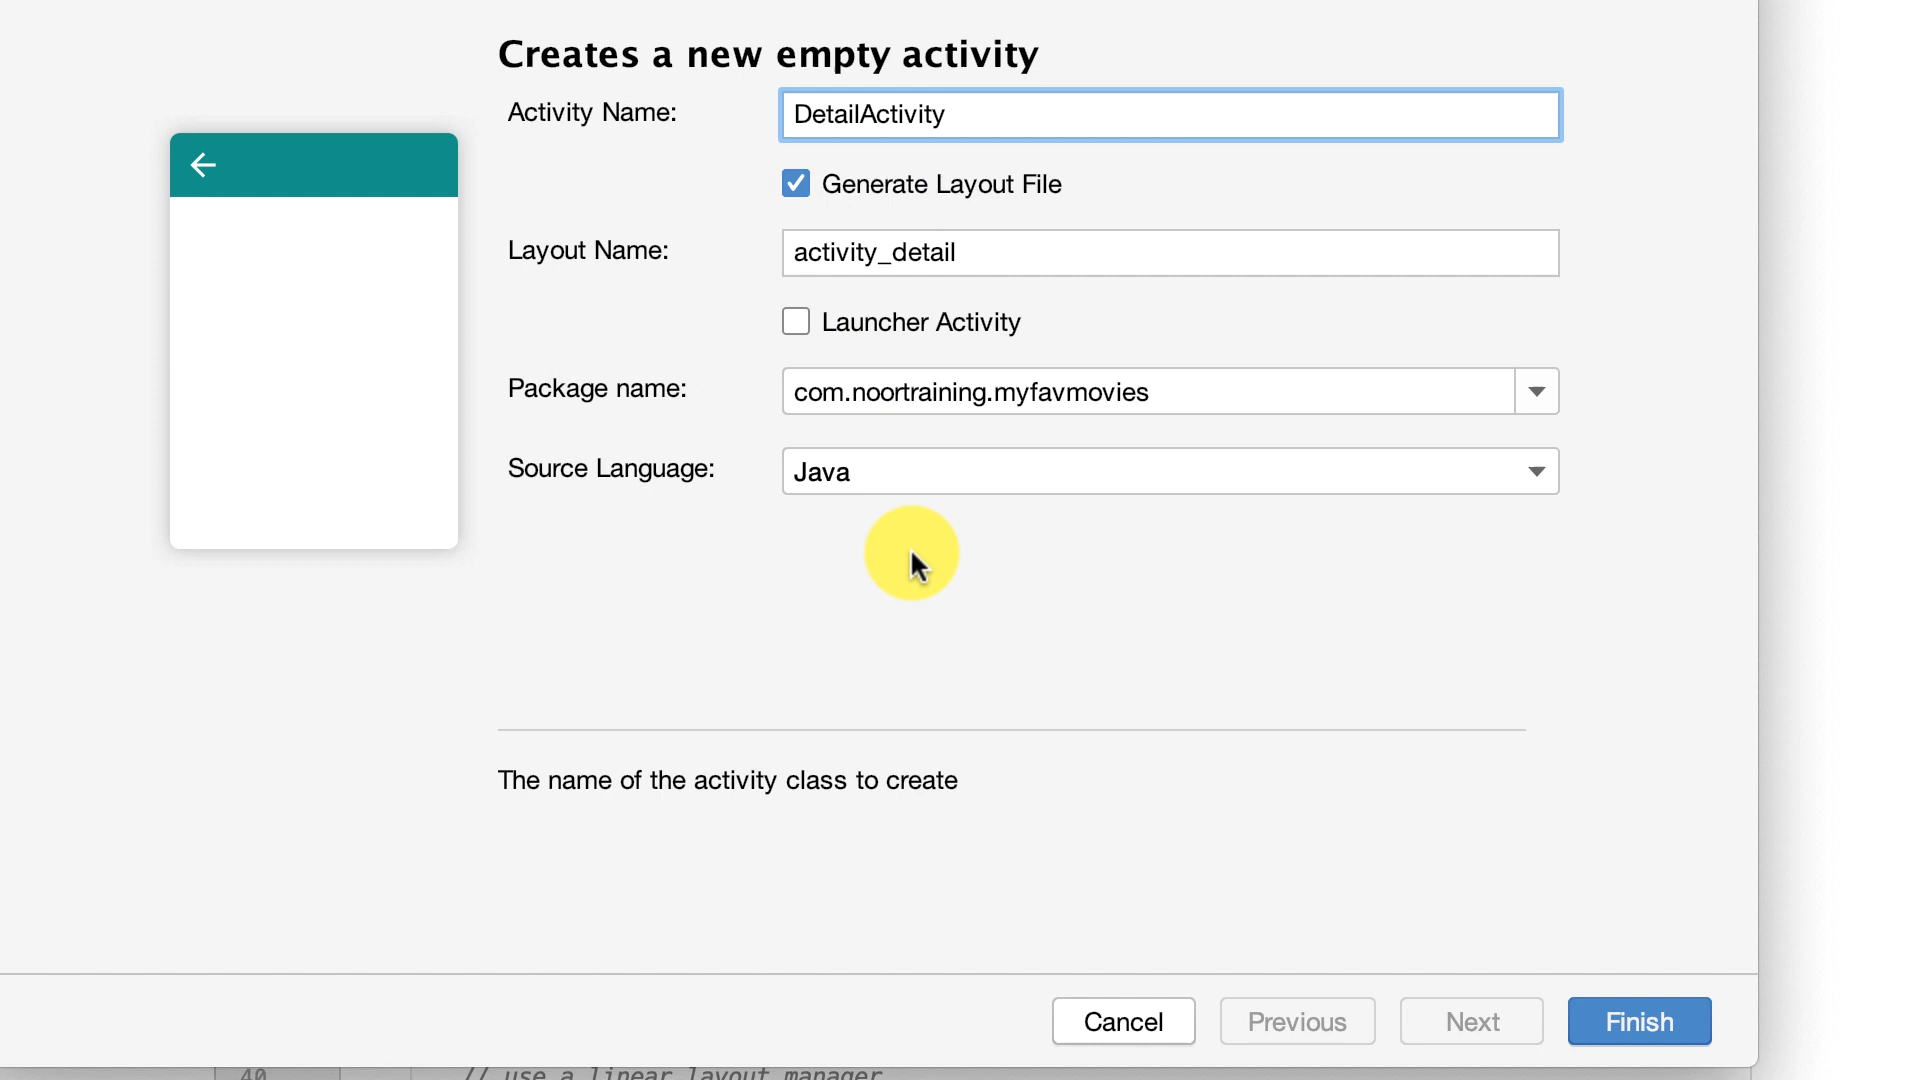 Creates a new empty activity
Activity Name:
DetailActivity
Generate Layout File
Layout Name:
activity_detail
Launcher Activity
Package name:
com.noortraining.myfavmovies
Source Language:
Java
The name of the activity class to create
Cancel
Previous
Next
Finish
40 // use a linear layout manager